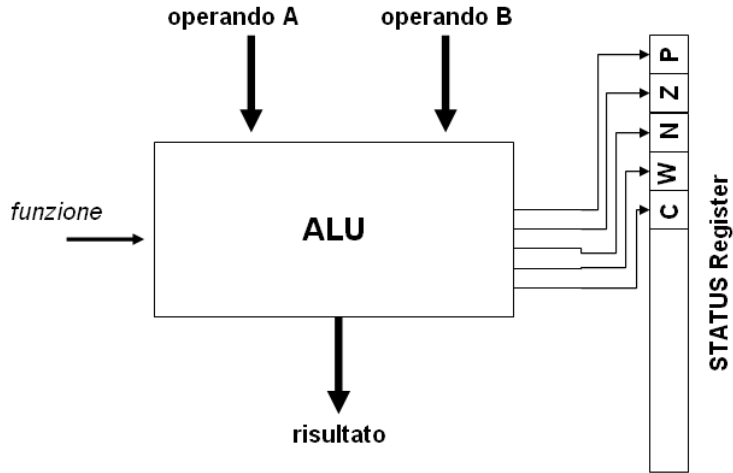 operando A
operando B
P
Z
N
W
C
funzione
ALU
STATUS Register
risultato